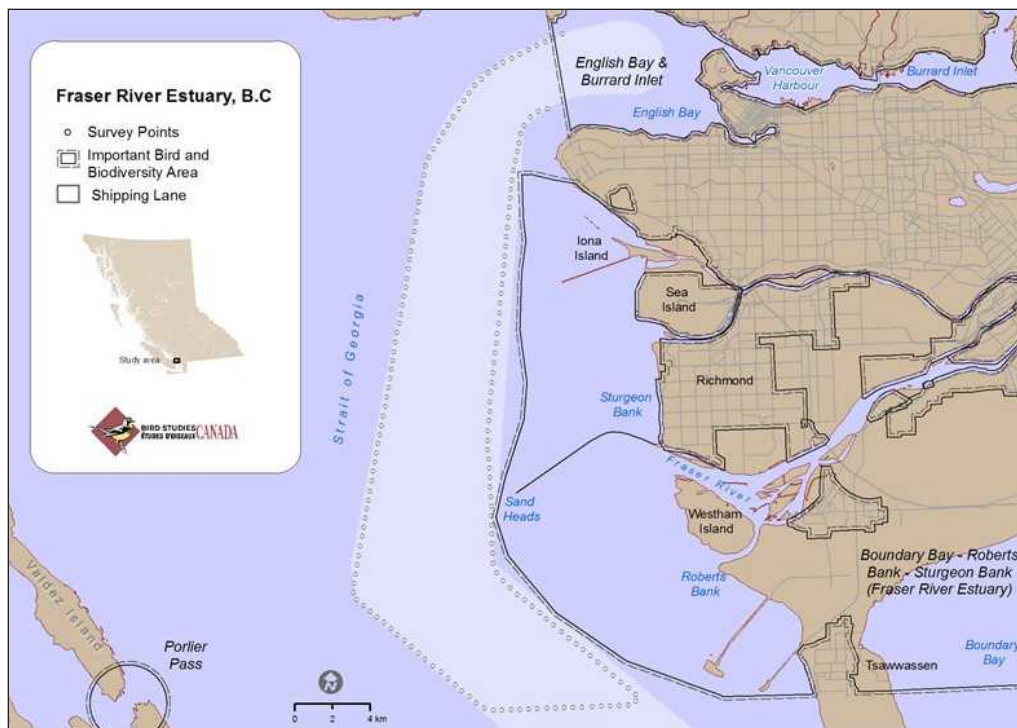 Fraser River Estuary, B.C
Survey Points
Important Bird and
Biodiversity Area
Shipping Lane
Study area
BIRD STUDIES
ÉTUDES D'OISEAUX
CANADA
English Bay &
Burrard Inlet
Vancouver
Harbour
Burrard Inlet
English Bay
Iona
Island
Sea
Island
Strait of Georgia
Richmond
Sturgeon
Bank
Fraser River
Sand
Heads
Westham
Island
Boundary Bay - Roberts
Bank - Sturgeon Bank
(Fraser River Estuary)
Roberts
Bank
Valdez Island
Porlier
Pass
Boundary
Bay
Tsawwassen
N
0 2 4 km